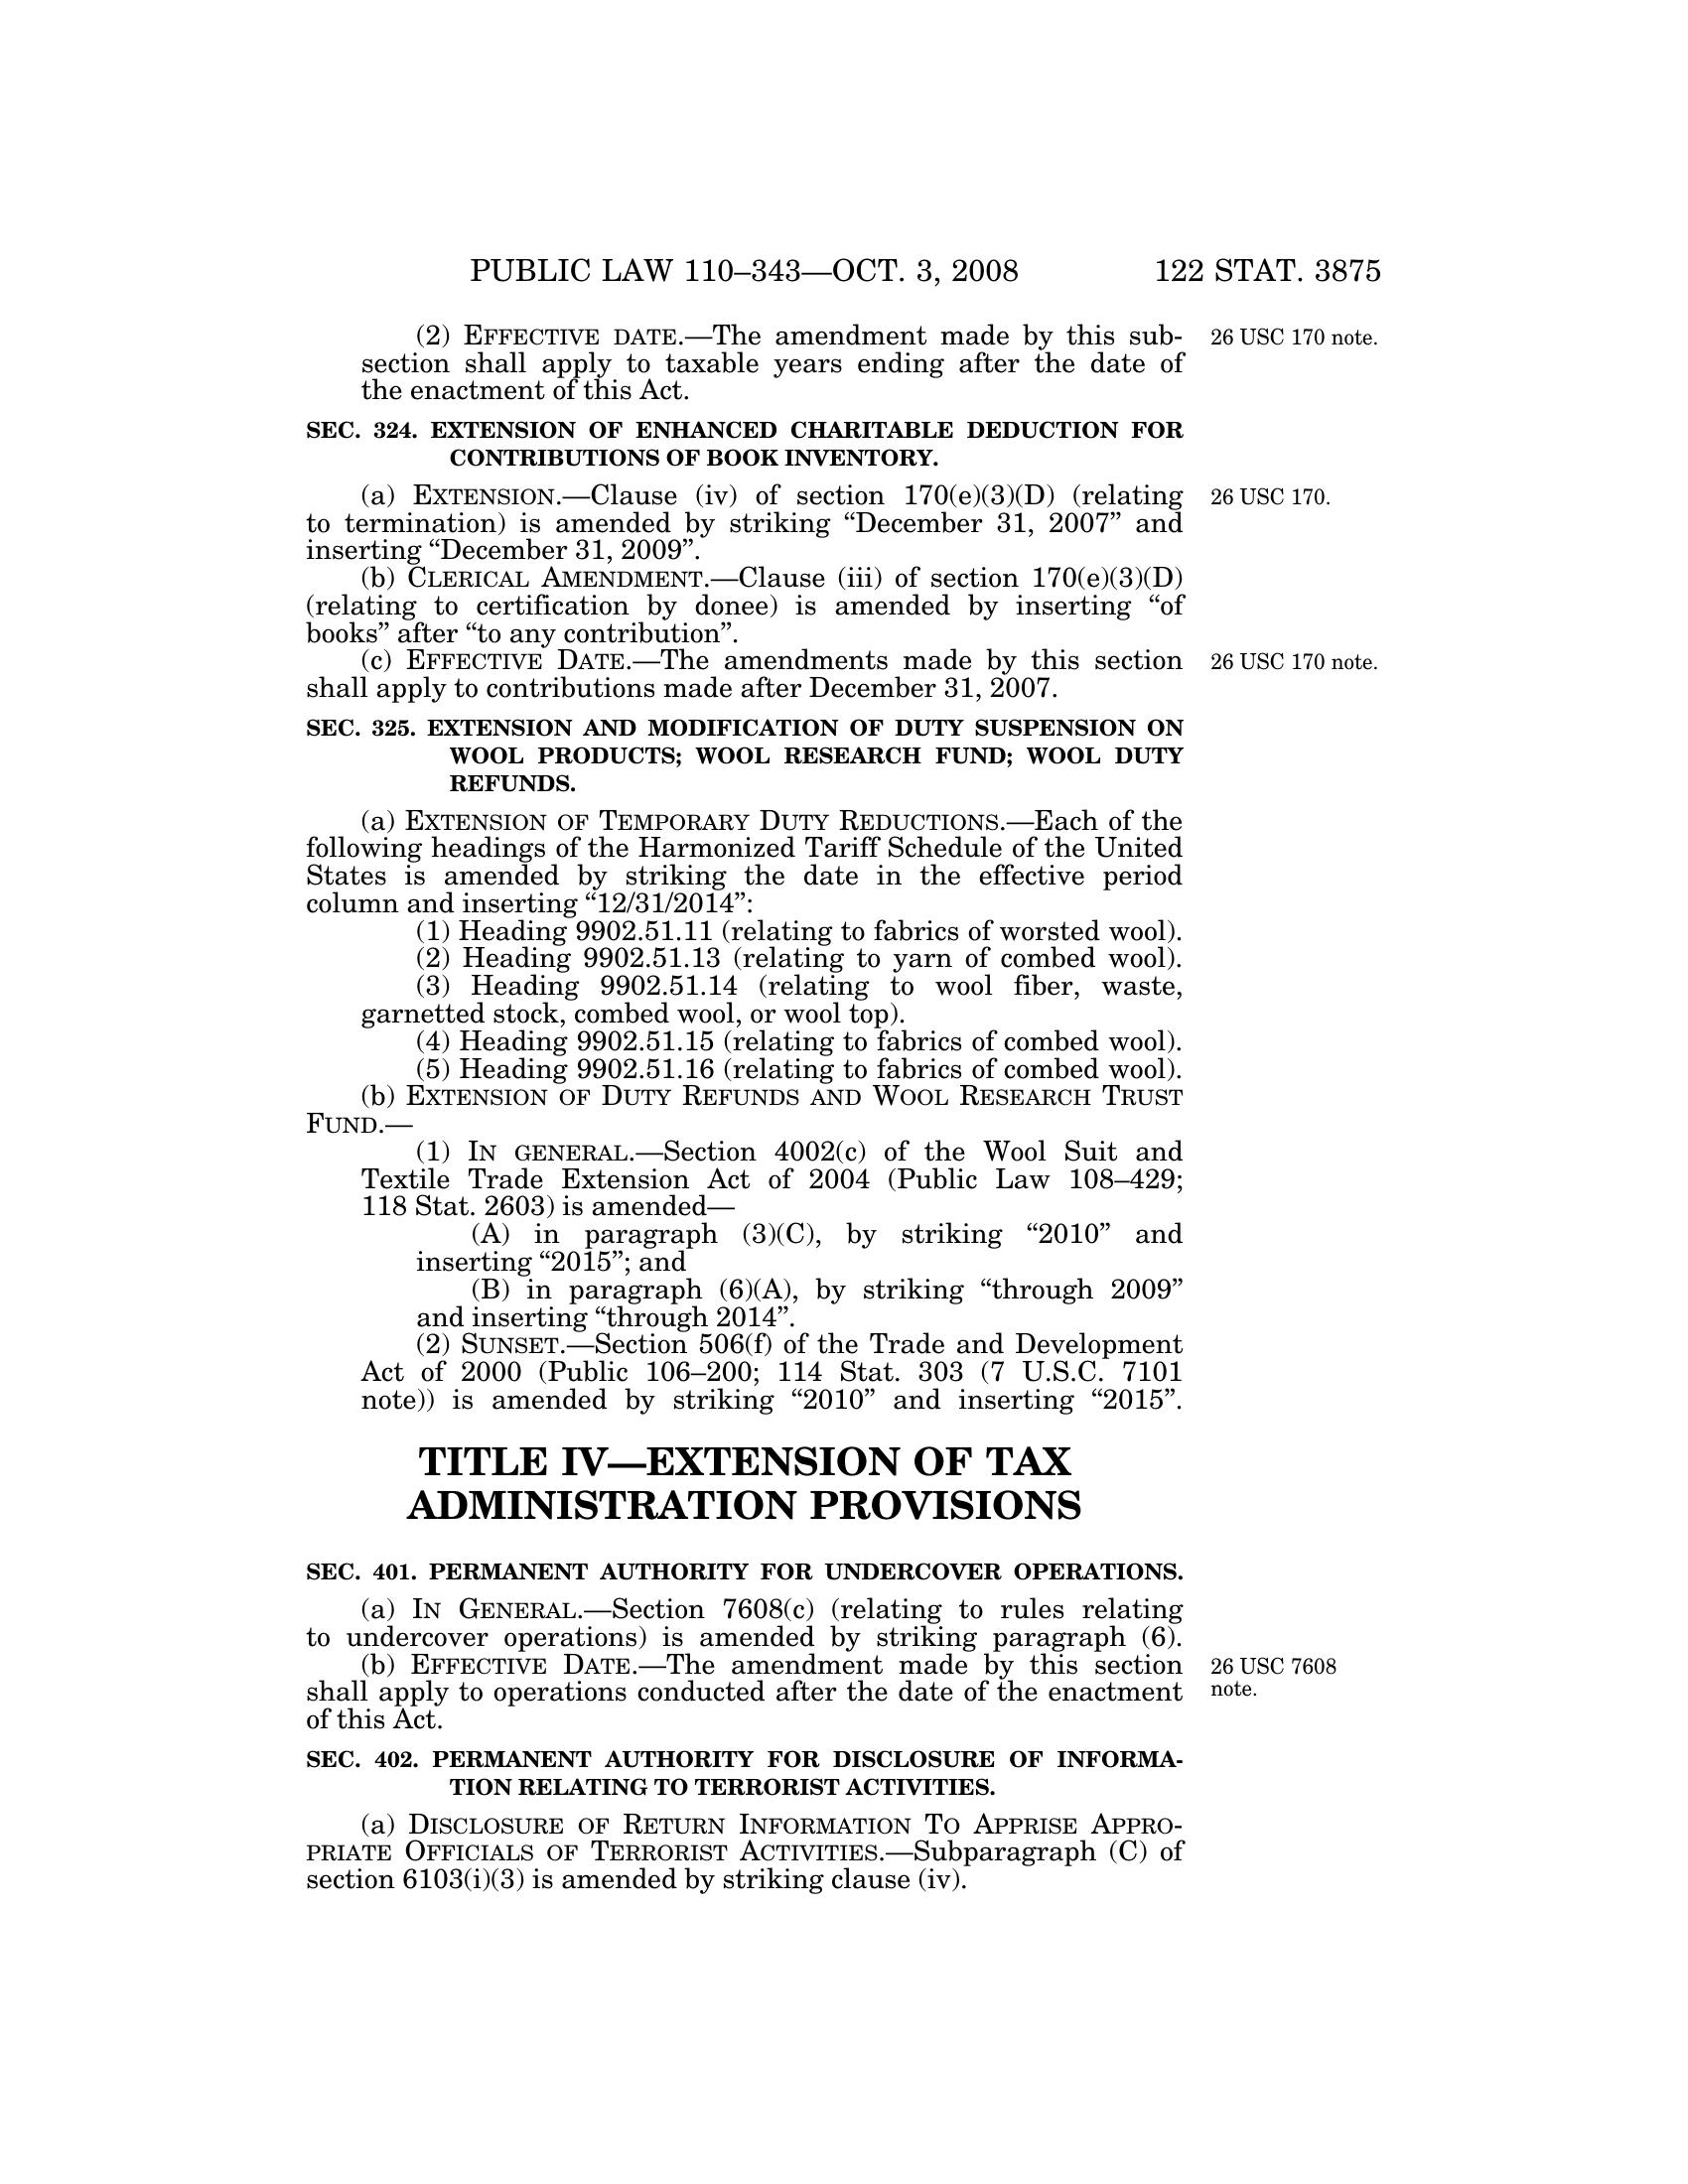 PUBLIC LAW 110–343—OCT. 3, 2008 122 STAT. 3875
(2) EFFECTIVE DATE.—The amendment made by this sub-
section shall apply to taxable years ending after the date of
the enactment of this Act.
26 USC 170 note.
SEC. 324. EXTENSION OF ENHANCED CHARITABLE DEDUCTION FOR
CONTRIBUTIONS OF BOOK INVENTORY.
(a) EXTENSION.—Clause (iv) of section 170(e)(3)(D) (relating
to termination) is amended by striking “December 31, 2007” and
inserting “December 31, 2009”.
26 USC 170.
(b) CLERICAL AMENDMENT.—Clause (iii) of section 170(e)(3)(D)
(relating to certification by donee) is amended by inserting “of
books” after “to any contribution”.
(c) EFFECTIVE DATE.—The amendments made by this section
shall apply to contributions made after December 31, 2007.
26 USC 170 note.
SEC. 325. EXTENSION AND MODIFICATION OF DUTY SUSPENSION ON
WOOL PRODUCTS; WOOL RESEARCH FUND; WOOL DUTY
REFUNDS.
(a) EXTENSION OF TEMPORARY DUTY REDUCTIONS.—Each of the
following headings of the Harmonized Tariff Schedule of the United
States is amended by striking the date in the effective period
column and inserting “12/31/2014”:
(1) Heading 9902.51.11 (relating to fabrics of worsted wool).
(2) Heading 9902.51.13 (relating to yarn of combed wool).
(3) Heading 9902.51.14 (relating to wool fiber, waste,
garnetted stock, combed wool, or wool top).
(4) Heading 9902.51.15 (relating to fabrics of combed wool).
(5) Heading 9902.51.16 (relating to fabrics of combed wool).
(b) EXTENSION OF DUTY REFUNDS AND WOOL RESEARCH TRUST
FUND.—
(1) IN GENERAL.—Section 4002(c) of the Wool Suit and
Textile Trade Extension Act of 2004 (Public Law 108–429;
118 Stat. 2603) is amended—
(A) in paragraph (3)(C), by striking “2010” and
inserting “2015”; and
(B) in paragraph (6)(A), by striking “through 2009”
and inserting “through 2014”.
(2) SUNSET.—Section 506(f) of the Trade and Development
Act of 2000 (Public 106–200; 114 Stat. 303 (7 U.S.C. 7101
note)) is amended by striking “2010” and inserting “2015”.
TITLE IV—EXTENSION OF TAX
ADMINISTRATION PROVISIONS
SEC. 401. PERMANENT AUTHORITY FOR UNDERCOVER OPERATIONS.
(a) IN GENERAL.—Section 7608(c) (relating to rules relating
to undercover operations) is amended by striking paragraph (6).
(b) EFFECTIVE DATE.—The amendment made by this section
shall apply to operations conducted after the date of the enactment
of this Act.
26 USC 7608
note.
SEC. 402. PERMANENT AUTHORITY FOR DISCLOSURE OF INFORMA-
TION RELATING TO TERRORIST ACTIVITIES.
(a) DISCLOSURE OF RETURN INFORMATION TO APPRISE APPRO-
PRIATE OFFICIALS OF TERRORIST ACTIVITIES.—Subparagraph (C) of
section 6103(i)(3) is amended by striking clause (iv).